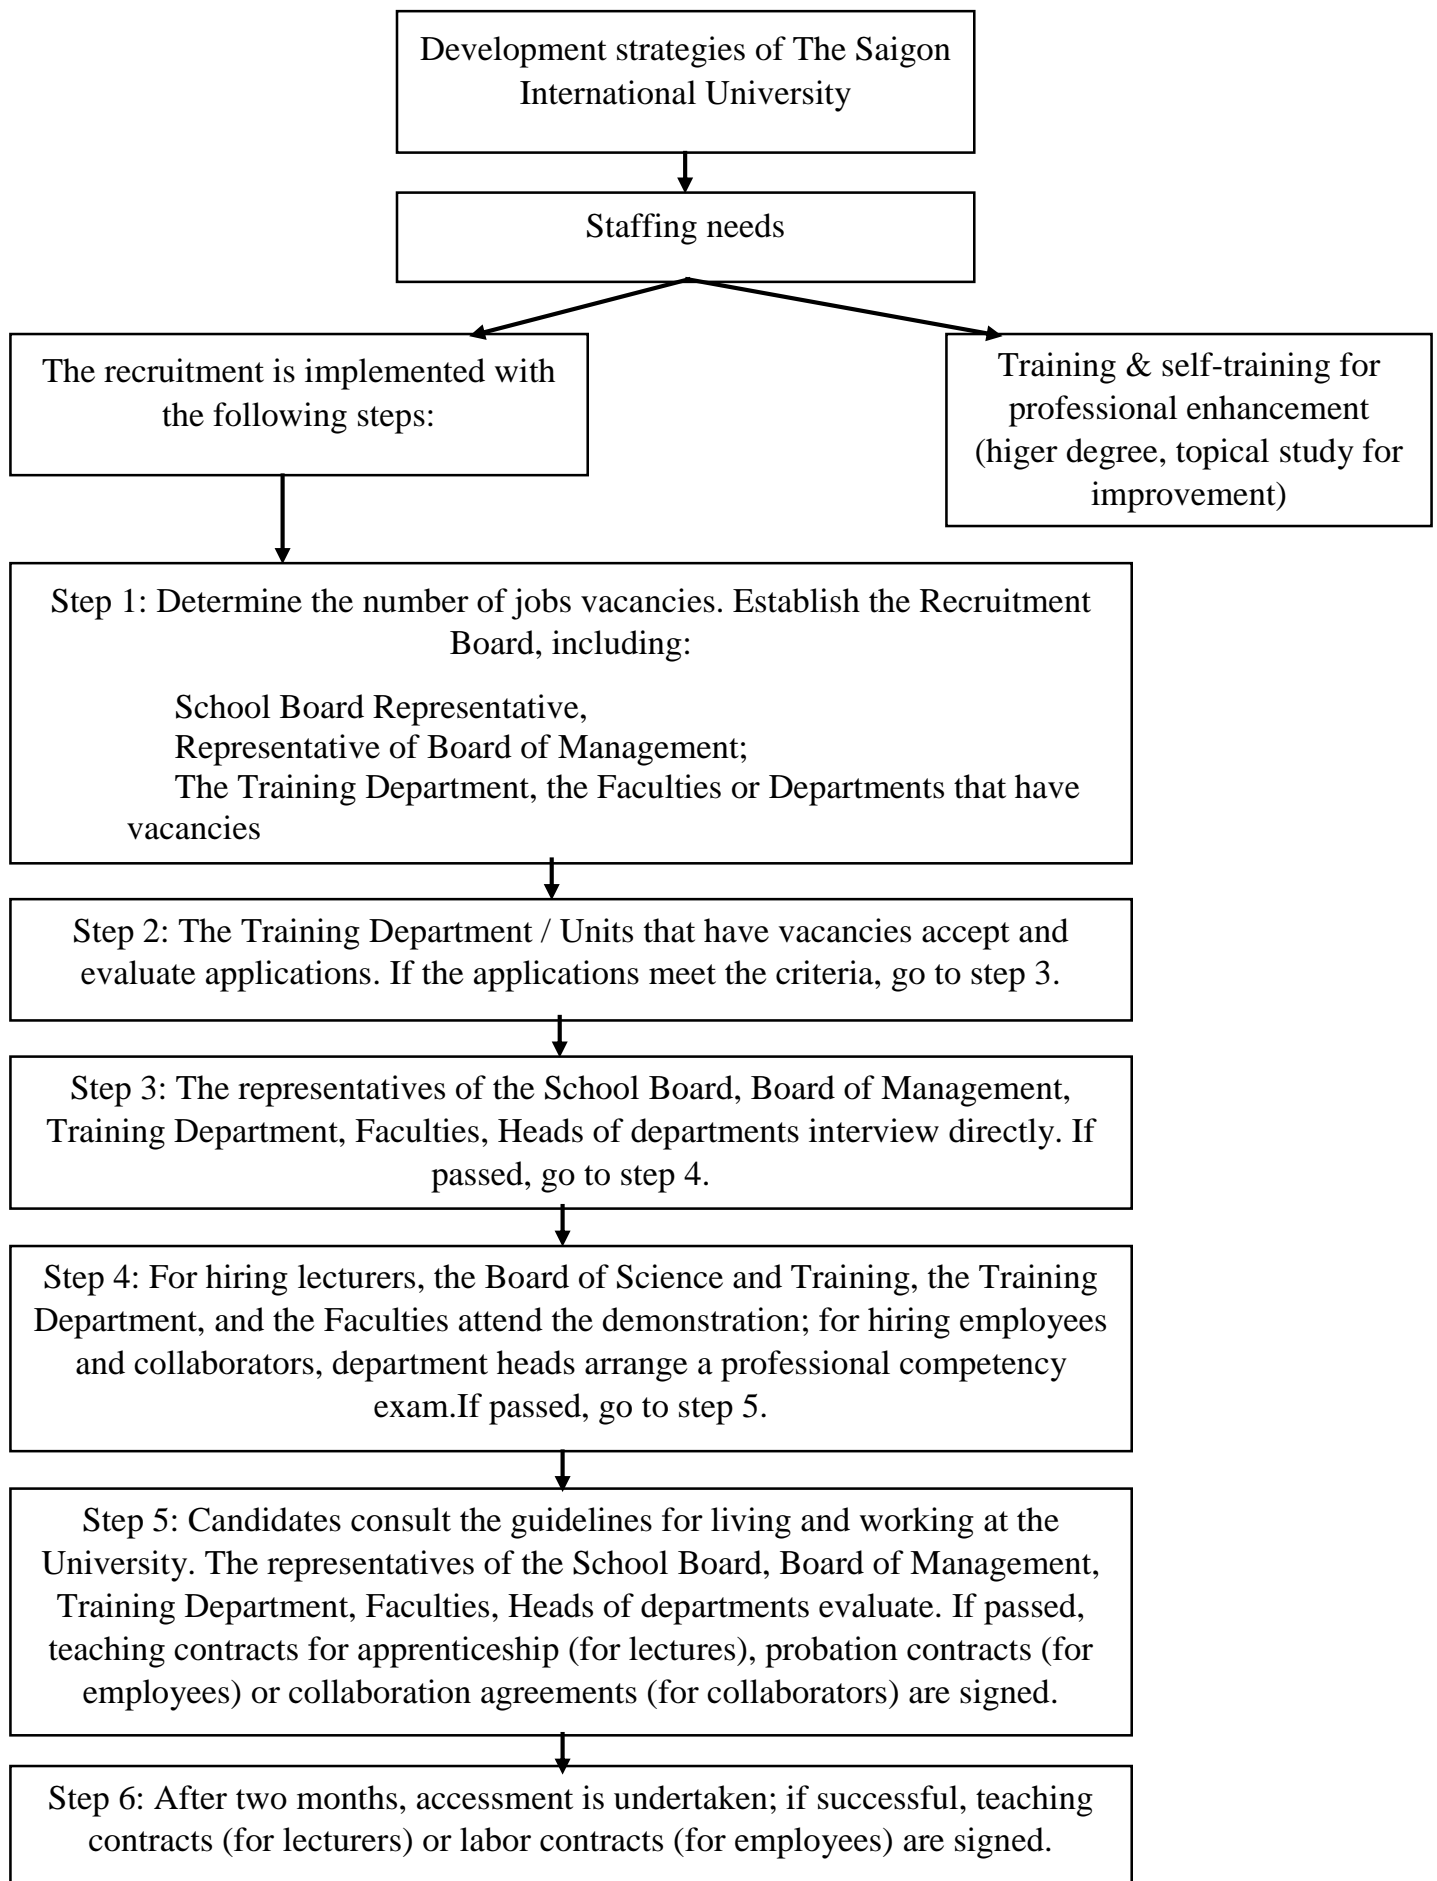 Development strategies of The Saigon
International University
Staffing needs
The recruitment is implemented with
the following steps:
Training & self-training for
professional enhancement
(higer degree, topical study for
improvement)
Step 1: Determine the number of jobs vacancies. Establish the Recruitment
Board, including:
School Board Representative,
Representative of Board of Management;
The Training Department, the Faculties or Departments that have
vacancies
Step 2: The Training Department / Units that have vacancies accept and
evaluate applications. If the applications meet the criteria, go to step 3.
Step 3: The representatives of the School Board, Board of Management,
Training Department, Faculties, Heads of departments interview directly. If
passed, go to step 4.
Step 4: For hiring lecturers, the Board of Science and Training, the Training
Department, and the Faculties attend the demonstration; for hiring employees
and collaborators, department heads arrange a professional competency
exam.If passed, go to step 5.
Step 5: Candidates consult the guidelines for living and working at the
University. The representatives of the School Board, Board of Management,
Training Department, Faculties, Heads of departments evaluate. If passed,
teaching contracts for apprenticeship (for lectures), probation contracts (for
employees) or collaboration agreements (for collaborators) are signed.
Step 6: After two months, accessment is undertaken; if successful, teaching
contracts (for lecturers) or labor contracts (for employees) are signed.